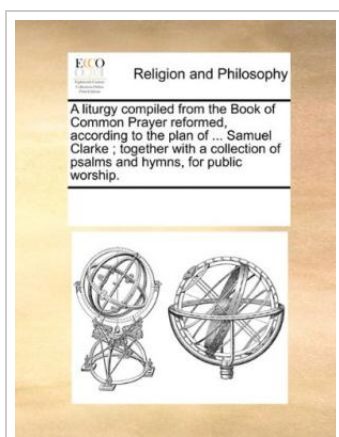 ECCO
Religion and Philosophy
A liturgy compiled from the Book of
Common Prayer reformed,
according to the plan of ... Samuel
Clarke ; together with a collection of
psalms and hymns, for public
worship.